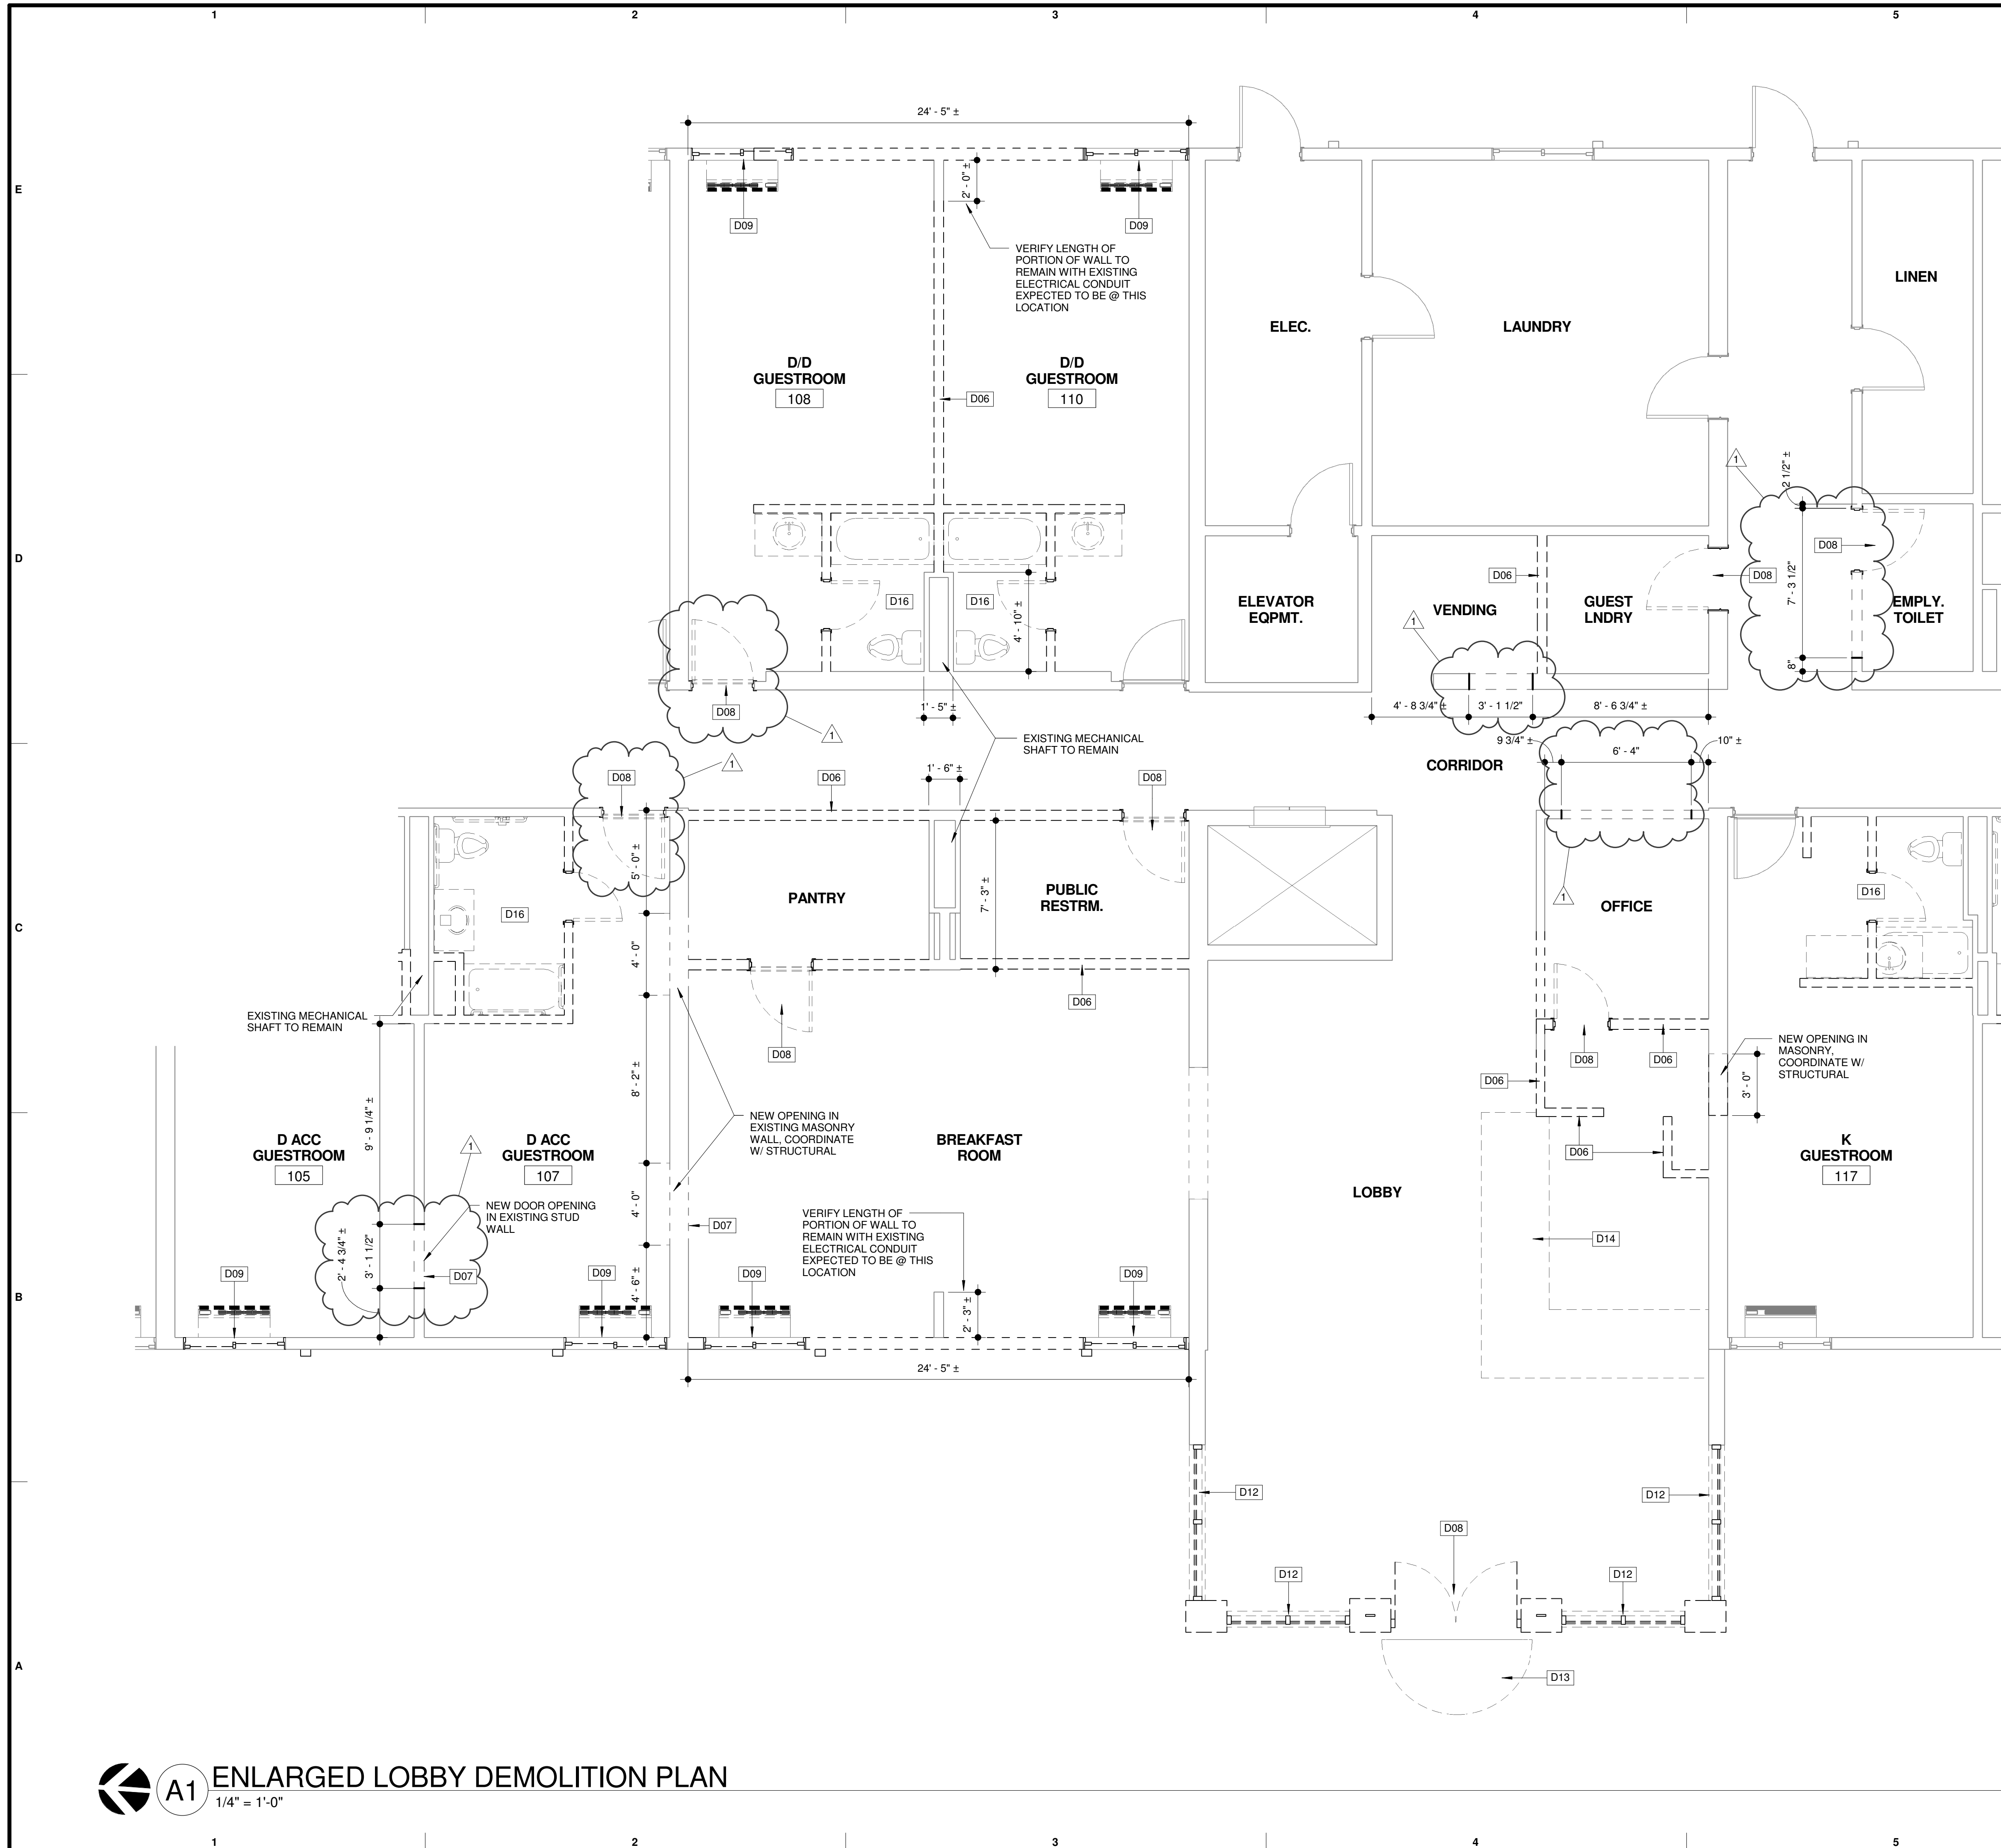 1
2
3
4
5
E
D
C
B
A
24' - 5" ±
2' - 0" ±
D09
D09
VERIFY LENGTH OF
PORTION OF WALL TO
REMAIN WITH EXISTING
ELECTRICAL CONDUIT
EXPECTED TO BE @ THIS
LOCATION
LINEN
ELEC.
LAUNDRY
D/D
GUESTROOM
108
D/D
GUESTROOM
110
D06
1
2 1/2" ±
D08
7' - 3 1/2"
8"
D06
D08
D16
D16
4' - 10" ±
ELEVATOR
EQPMT.
VENDING
GUEST
LNDRY
EMPLY.
TOILET
1
D08
1
1' - 5" ±
4' - 8 3/4" ±
3' - 1 1/2"
8' - 6 3/4" ±
EXISTING MECHANICAL
SHAFT TO REMAIN
9 3/4" ±
6' - 4"
10" ±
CORRIDOR
1
D08
D06
1' - 6" ±
D08
5' - 0" ±
PANTRY
7' - 3" ±
PUBLIC
RESTRM.
1
OFFICE
D16
D16
4' - 0"
D06
EXISTING MECHANICAL
SHAFT TO REMAIN
D08
D08
D06
NEW OPENING IN
MASONRY,
COORDINATE W/
STRUCTURAL
3' - 0"
8' - 2" ±
D06
9' - 9 1/4" ±
NEW OPENING IN
EXISTING MASONRY
WALL, COORDINATE
W/ STRUCTURAL
D ACC
GUESTROOM
105
D ACC
GUESTROOM
107
1
BREAKFAST
ROOM
D06
K
GUESTROOM
117
LOBBY
4' - 0"
NEW DOOR OPENING
IN EXISTING STUD
WALL
D07
VERIFY LENGTH OF
PORTION OF WALL TO
REMAIN WITH EXISTING
ELECTRICAL CONDUIT
EXPECTED TO BE @ THIS
LOCATION
D14
2' - 4 3/4" ±
3' - 1 1/2"
D07
D09
D09
D09
D09
4' - 6" ±
2' - 3" ±
24' - 5" ±
D12
D12
D08
D12
D12
D13
A1
ENLARGED LOBBY DEMOLITION PLAN
1/4" = 1'-0"
1
2
3
4
5